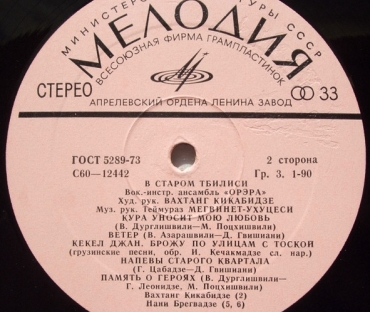 МИНИСТЕРСТВО КУЛЬТУРЫ СССР
МЕЛОДИЯ
ВСЕСОЮЗНАЯ ФИРМА ГРАМПЛАСТИНОК
СТЕРЕО
33
АПРЕЛЕВСКИЙ ОРДЕНА ЛЕНИНА ЗАВОД
ГОСТ 5289-73
2 сторона
С60—12442
Гр. 3. 1-90
В СТАРОМ ТБИЛИСИ
Вок.-инстр. ансамбль «ОРЭРА»
Худ. рук. ВАХТАНГ КИКАБИДЗЕ
Муз. рук. Теймураз МЕГВИНЕТ-УХУЦЕСИ
КУРА УНОСИТ МОЮ ЛЮБОВЬ
(В. Дурглишвили— М. Поцхишвили)
ВЕТЕР (В. Азарашвили—Д. Гвишиани)
КЕКЕЛ ДЖАН. БРОЖУ ПО УЛИЦАМ С ТОСКОЙ
(грузинские песни, обр. И. Кечакмадзе сл. нар.)
НАПЕВЫ СТАРОГО КВАРТАЛА
(Г. Цабадзе—Д. Гвишиани)
ПАМЯТЬ О ГЕРОЯХ (В. Дурглишвили—
Г. Леонидзе, М. Поцхишвили)
Вахтанг Кикабидзе (2)
Нани Брегвадзе (5, 6)